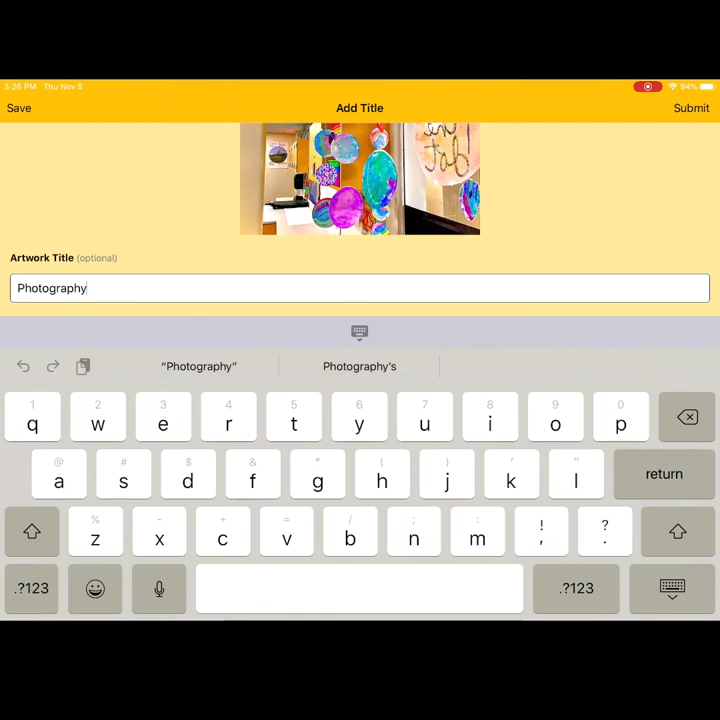 3:26 PM Thu Nov 5 94%
Save Add Title Submit
tab!
Artwork Title (optional)
Photography
“Photography” Photography's
1 2 3 4 5 6 7 8 9 0
q w e r t y u i o p
@ # $ & * ( ) ' "
a s d f g h j k l return
% - + = / ; : ! ?
z x c v b n m , .
.?123 .?123